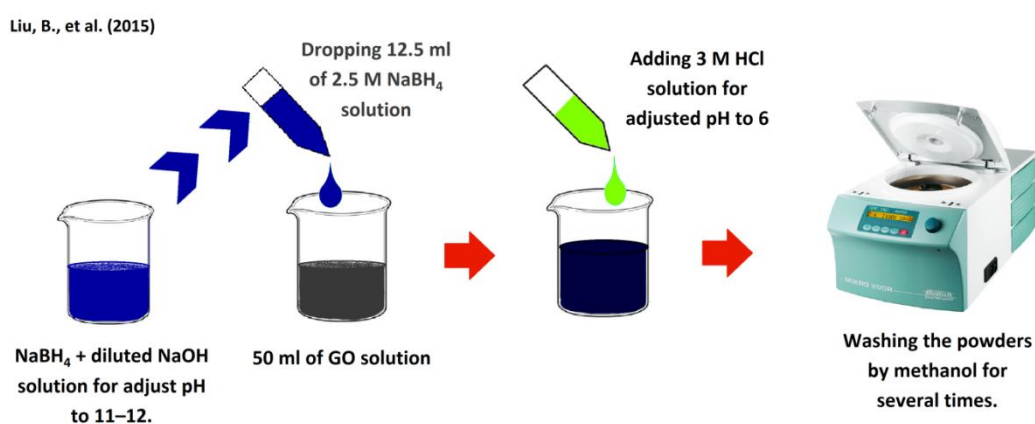 Liu, B., et al. (2015)
Dropping 12.5 ml
of 2.5 M NaBH₄
solution
Adding 3 M HCl
solution for
adjusted pH to 6
NaBH₄ + diluted NaOH
solution for adjust pH
to 11–12.
50 ml of GO solution
Washing the powders
by methanol for
several times.